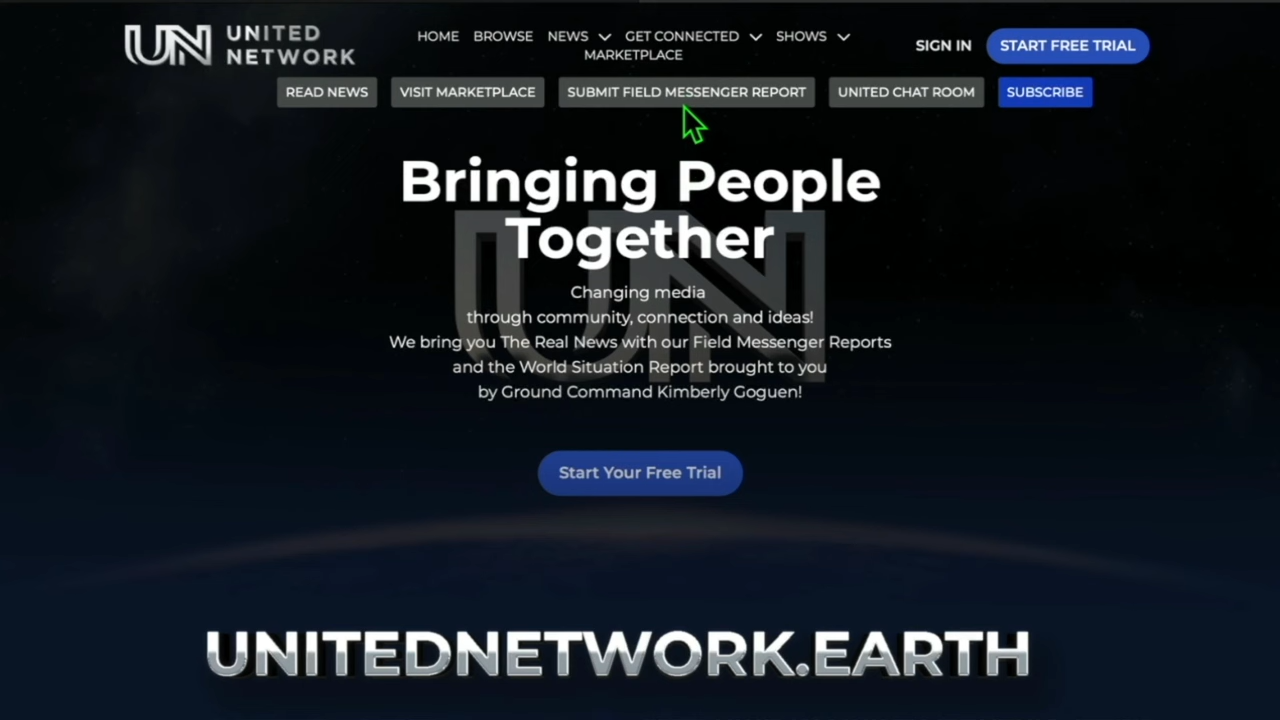 UN UNITED
NETWORK
HOME BROWSE NEWS GET CONNECTED SHOWS
MARKETPLACE
SIGN IN START FREE TRIAL
READ NEWS VISIT MARKETPLACE SUBMIT FIELD MESSENGER REPORT UNITED CHAT ROOM SUBSCRIBE
Bringing People
Together
UN
Changing media
through community, connection and ideas!
We bring you The Real News with our Field Messenger Reports
and the World Situation Report brought to you
by Ground Command Kimberly Goguen!
Start Your Free Trial
UNITEDNETWORK.EARTH